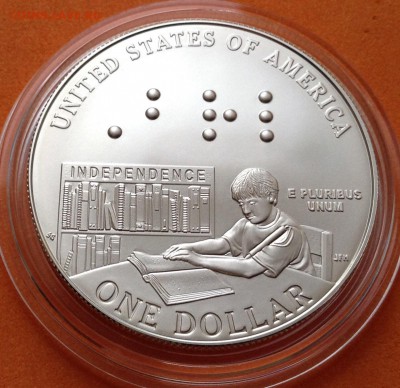 UNITED STATES OF AMERICA
⠠⠃⠗⠇
INDEPENDENCE
E PLURIBUS
UNUM
ONE DOLLAR